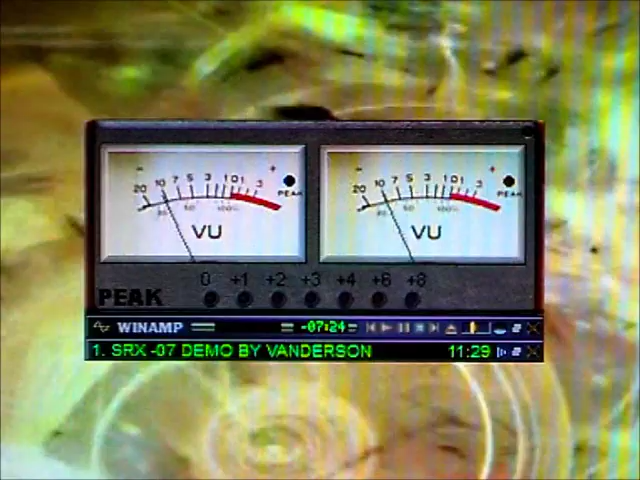 - +
20 10 7 5 3 1 0 1 3
PEAK
100%
VU
- +
20 10 7 5 3 1 0 1 3
PEAK
100%
VU
0 +1 +2 +3 +4 +6 +8
PEAK
WINAMP -07:24
1. SRX -07 DEMO BY VANDERSON 11:29